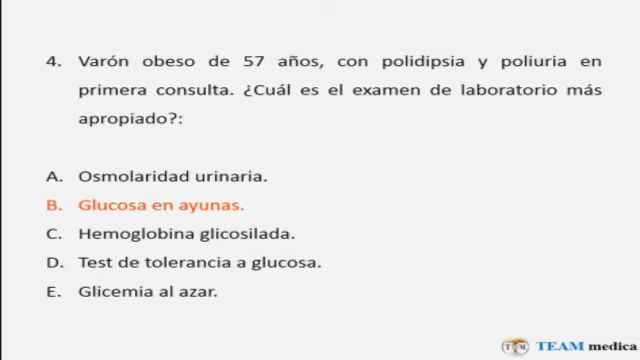 4. Varón obeso de 57 años, con polidipsia y poliuria en
primera consulta. ¿Cuál es el examen de laboratorio más
apropiado?:
A. Osmolaridad urinaria.
B. Glucosa en ayunas.
C. Hemoglobina glicosilada.
D. Test de tolerancia a glucosa.
E. Glicemia al azar.
TEAM medica